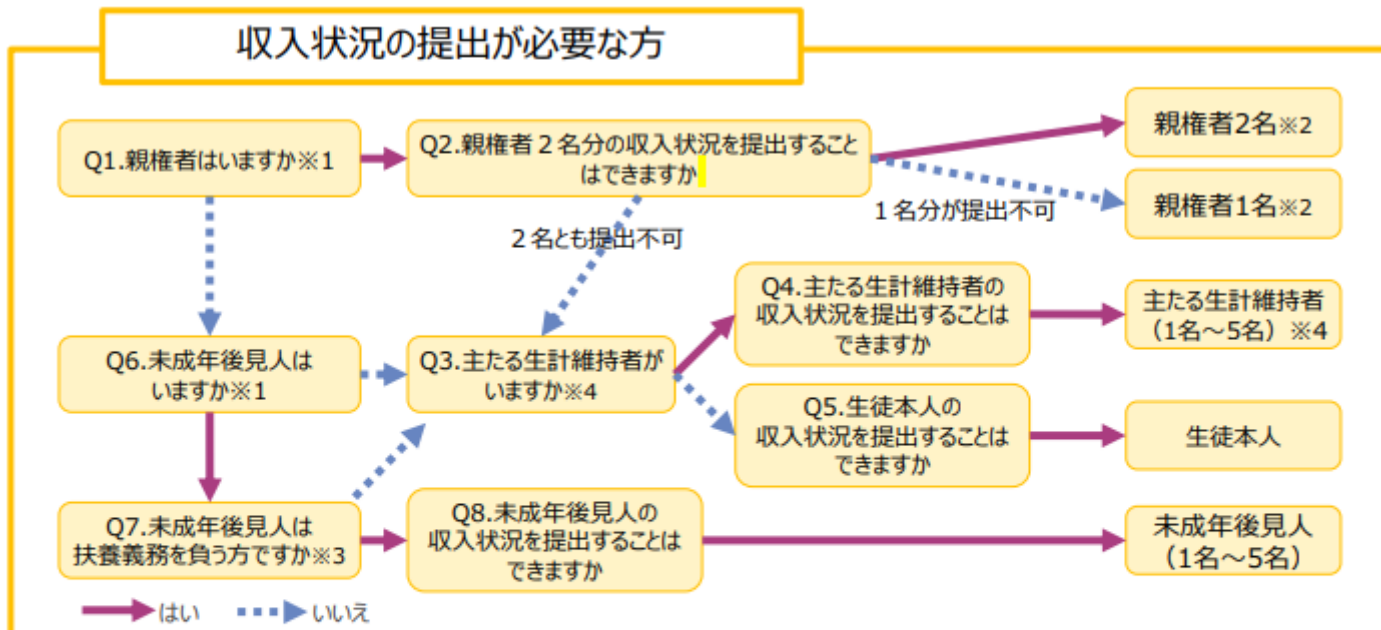 収入状況の提出が必要な方
Q1.親権者はいますか※1
Q2.親権者２名分の収入状況を提出すること
はできますか
親権者2名※2
親権者1名※2
１名分が提出不可
２名とも提出不可
Q6.未成年後見人は
いますか※1
Q3.主たる生計維持者が
いますか※4
Q4.主たる生計維持者の
収入状況を提出することは
できますか
主たる生計維持者
（1名～5名）※4
Q5.生徒本人の
収入状況を提出することは
できますか
生徒本人
Q7.未成年後見人は
扶養義務を負う方ですか※3
Q8.未成年後見人の
収入状況を提出することは
できますか
未成年後見人
（1名～5名）
はい
いいえ